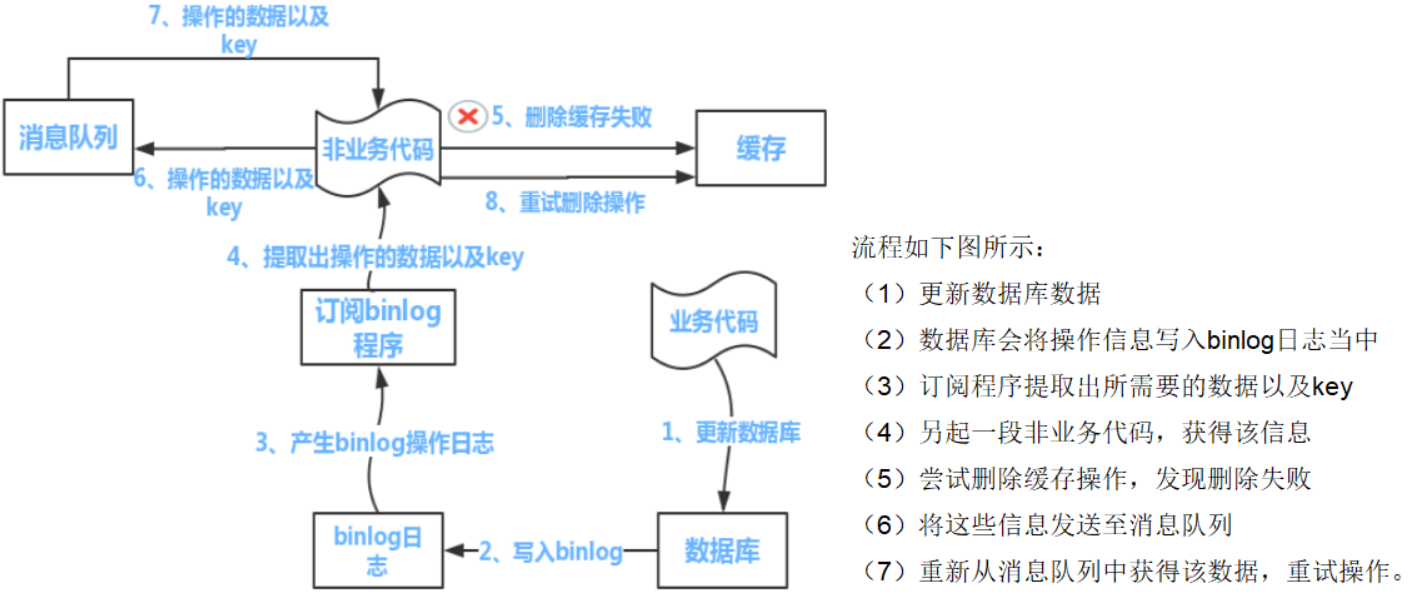 7、操作的数据以及
key
消息队列
非业务代码
5、删除缓存失败
缓存
6、操作的数据以及
key
8、重试删除操作
4、提取出操作的数据以及key
订阅binlog
程序
业务代码
3、产生binlog操作日志
1、更新数据库
binlog日
志
2、写入binlog
数据库
流程如下图所示：
（1）更新数据库数据
（2）数据库会将操作信息写入binlog日志当中
（3）订阅程序提取出所需要的数据以及key
（4）另起一段非业务代码，获得该信息
（5）尝试删除缓存操作，发现删除失败
（6）将这些信息发送至消息队列
（7）重新从消息队列中获得该数据，重试操作。